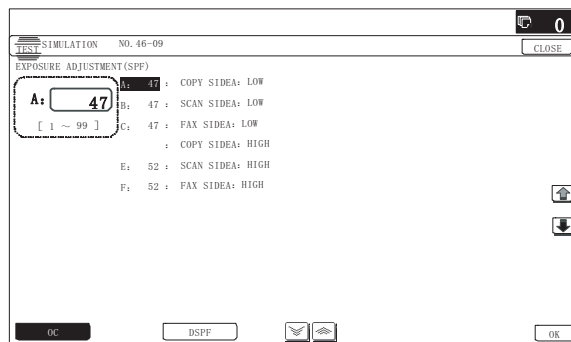 0
TEST SIMULATION NO. 46-09
CLOSE
EXPOSURE ADJUSTMENT(SPF)
A: 47
[ 1 ~ 99 ]
A: 47 : COPY SIDEA: LOW
B: 47 : SCAN SIDEA: LOW
C: 47 : FAX SIDEA: LOW
: COPY SIDEA: HIGH
E: 52 : SCAN SIDEA: HIGH
F: 52 : FAX SIDEA: HIGH
OC
DSPF
OK